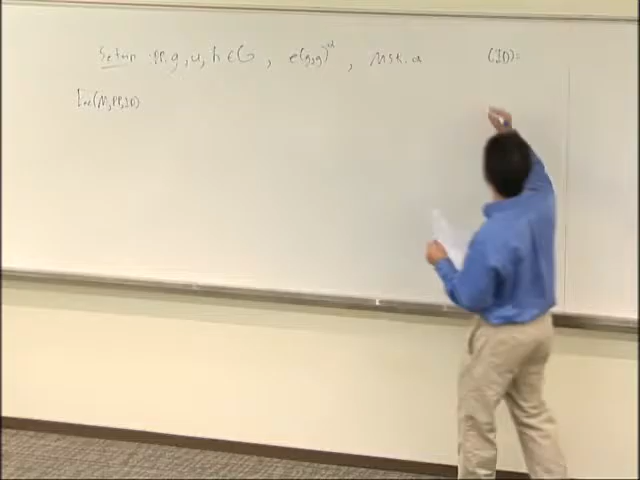 Setup : PP: g, u, h ∈ G , e(g,g)^α , MSK: α (ID)=
Enc(M,PP,ID)